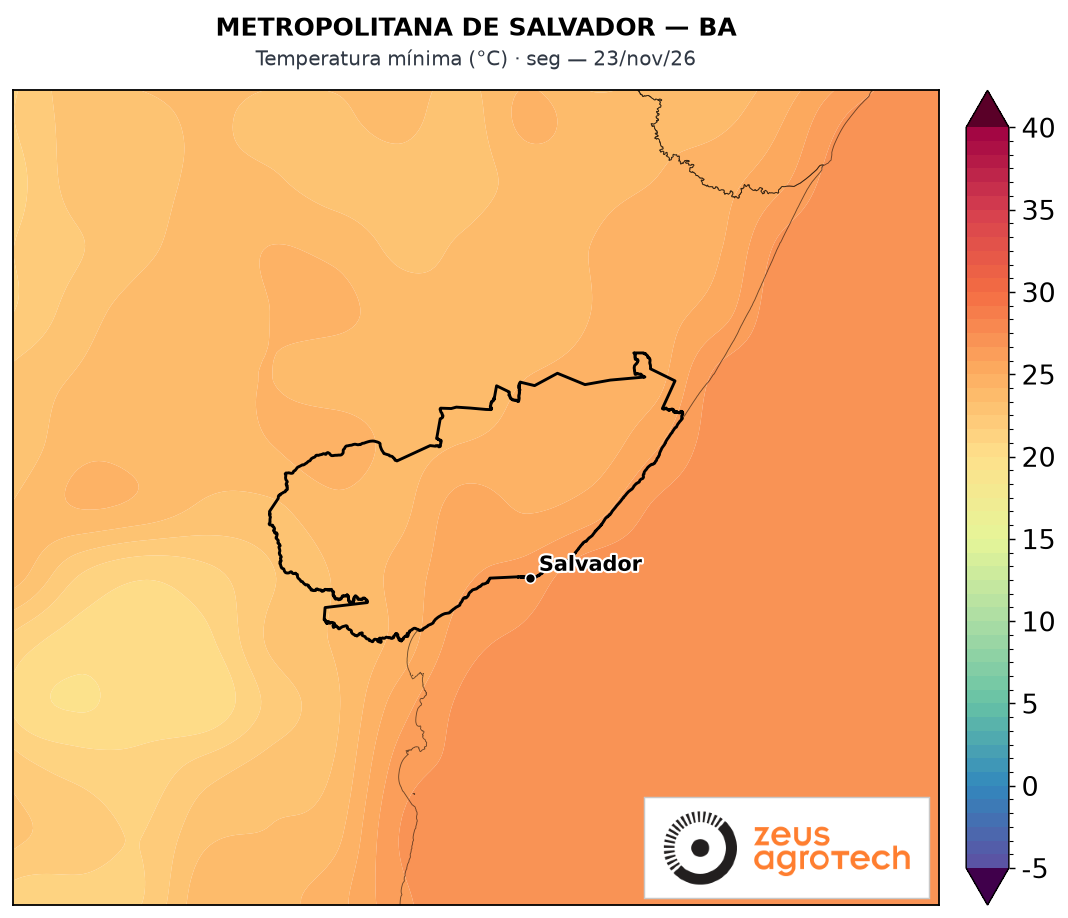 METROPOLITANA DE SALVADOR — BA
Temperatura mínima (°C) · seg — 23/nov/26
40
35
30
25
20
15
10
5
0
-5
Salvador
zeus
agrotech